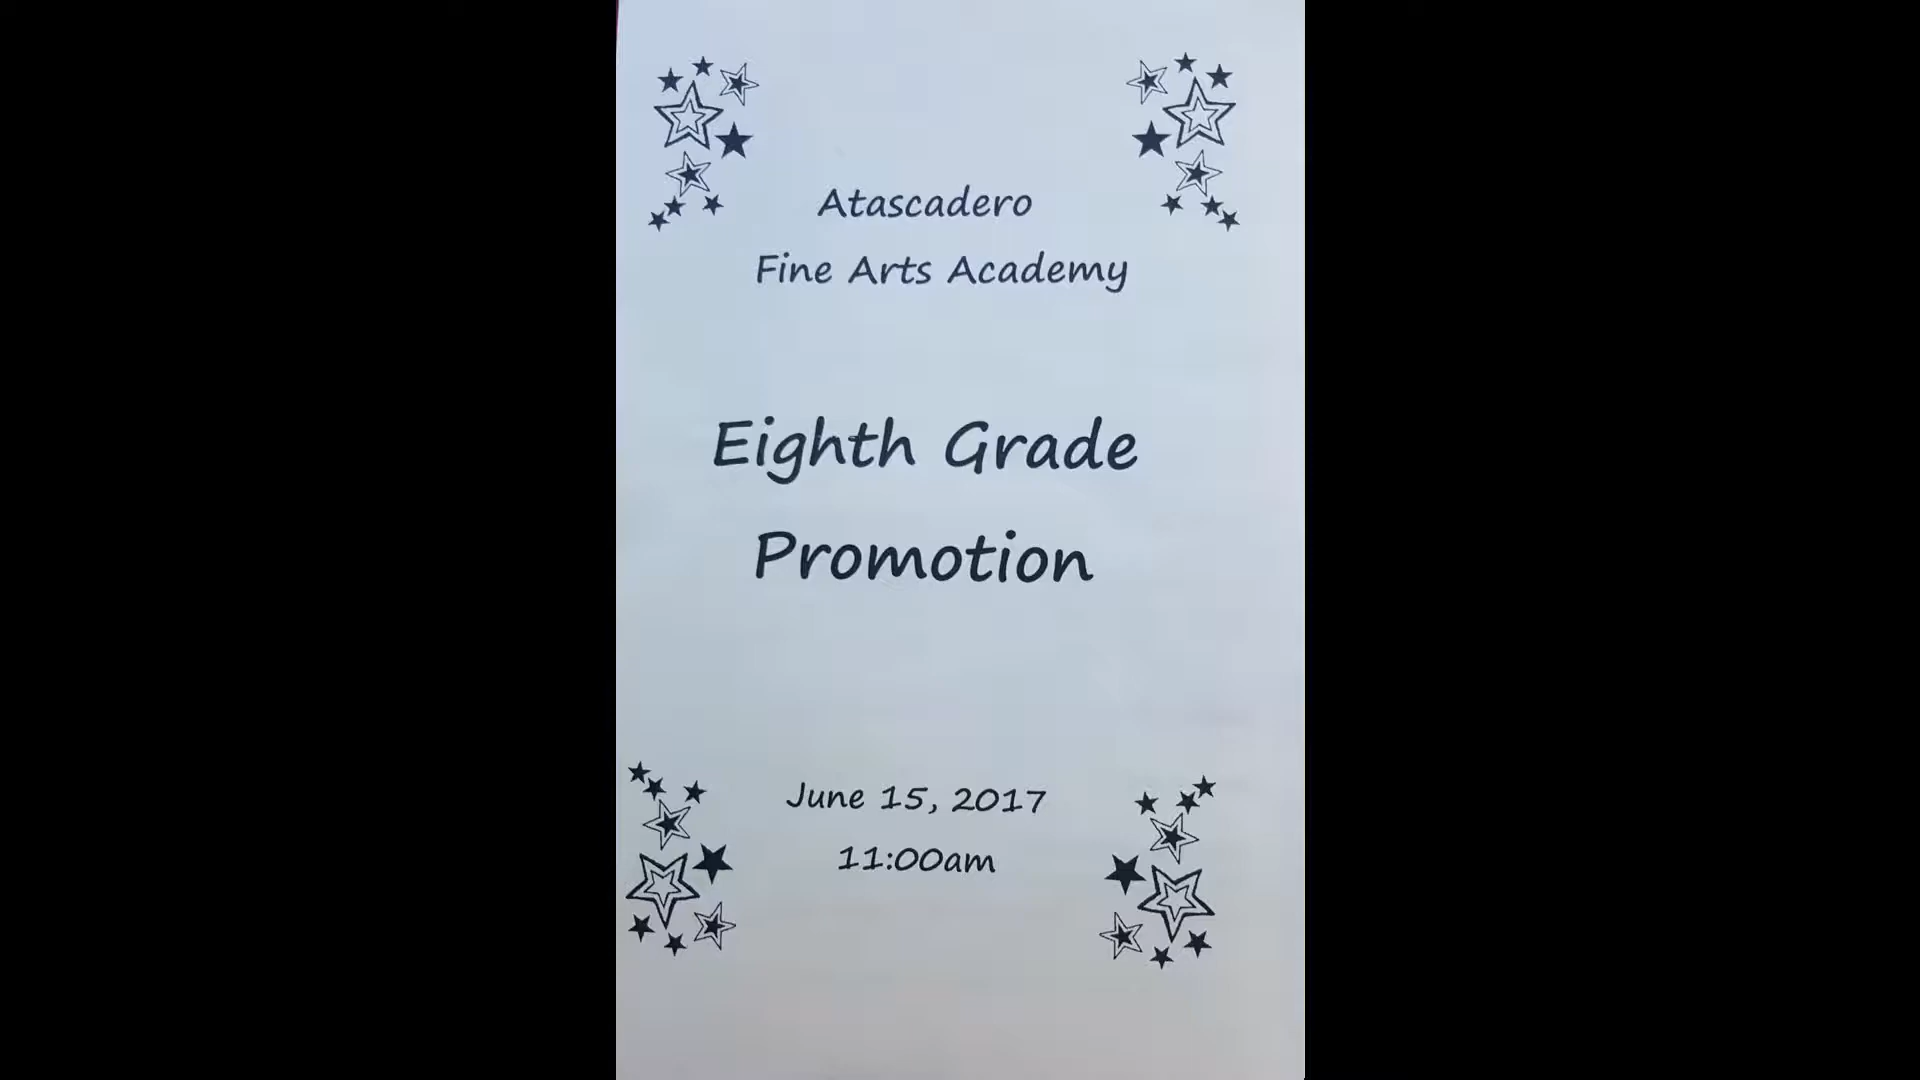 Atascadero
Fine Arts Academy
Eighth Grade
Promotion
June 15, 2017
11:00am